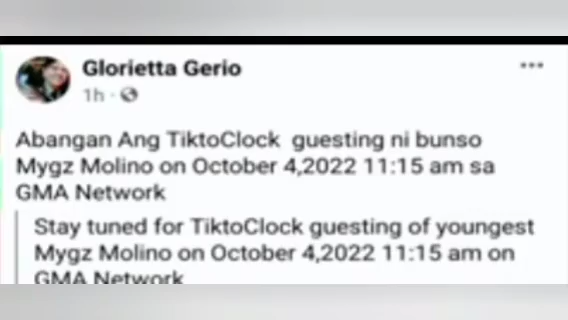 Glorietta Gerio
1h
Abangan Ang TiktoClock guesting ni bunso
Mygz Molino on October 4,2022 11:15 am sa
GMA Network
Stay tuned for TiktoClock guesting of youngest
Mygz Molino on October 4,2022 11:15 am on
GMA Network